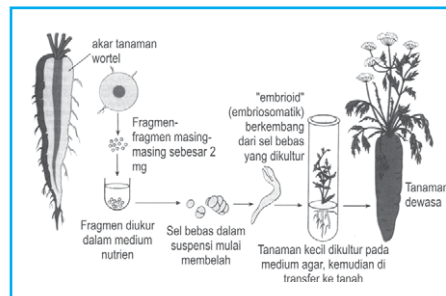 akar tanaman
wortel
Fragmen-
fragmen masing-
masing sebesar 2
mg
Fragmen diukur
dalam medium
nutrien
Sel bebas dalam
suspensi mulai
membelah
"embrioid"
(embriosomatik)
berkembang
dari sel bebas
yang dikultur
Tanaman kecil dikultur pada
medium agar, kemudian di
transfer ke tanah
Tanaman
dewasa